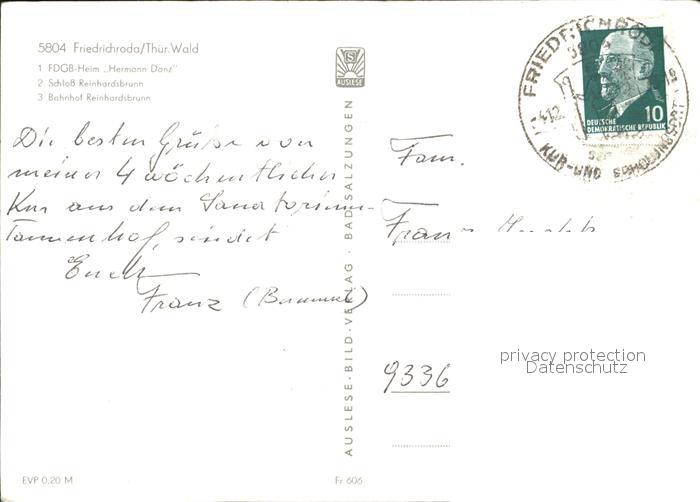 5804 Friedrichroda/Thür. Wald
1 FDGB-Heim „Hermann Danz"
2 Schloß Reinhardsbrunn
3 Bahnhof Reinhardsbrunn
AUSLESE
Die besten Grüße von
meiner 4 wöchentlichen
Kur aus dem Sanatorium
Tannenhof, sendet
Euch
Franz
AUSLESE-BILD-VERLAG · BAD SALZUNGEN
FRIEDRICHRODA
KUR-UND ERHOLUNGSORT
10
DEUTSCHE
DEMOKRATISCHE REPUBLIK
Fam.
Franz
9336
privacy protection
Datenschutz
EVP 0,20 M
Fr 606